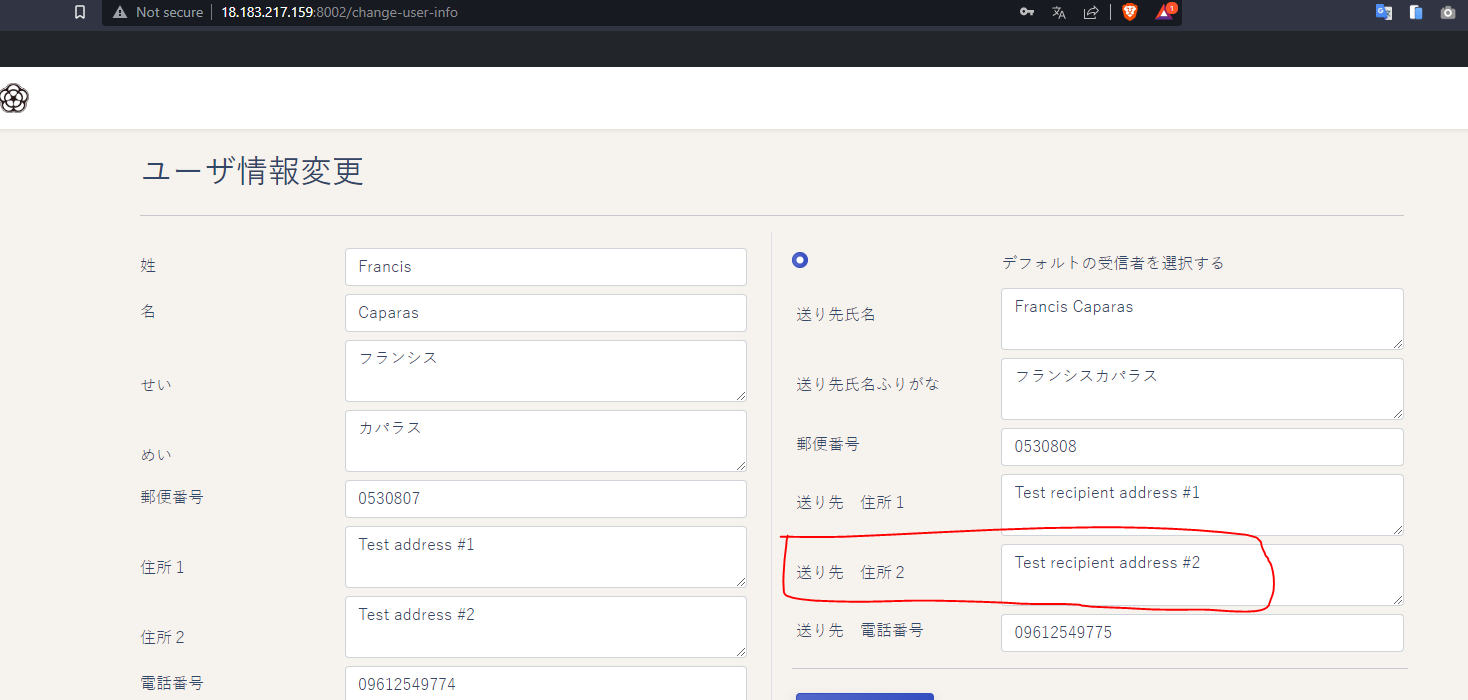 Not secure 18.183.217.159:8002/change-user-info
1
ユーザ情報変更
姓 Francis
名 Caparas
せい フランシス
めい カパラス
郵便番号 0530807
住所１ Test address #1
住所２ Test address #2
電話番号 09612549774
デフォルトの受信者を選択する
送り先氏名 Francis Caparas
送り先氏名ふりがな フランシスカパラス
郵便番号 0530808
送り先　住所１ Test recipient address #1
送り先　住所２ Test recipient address #2
送り先　電話番号 09612549775